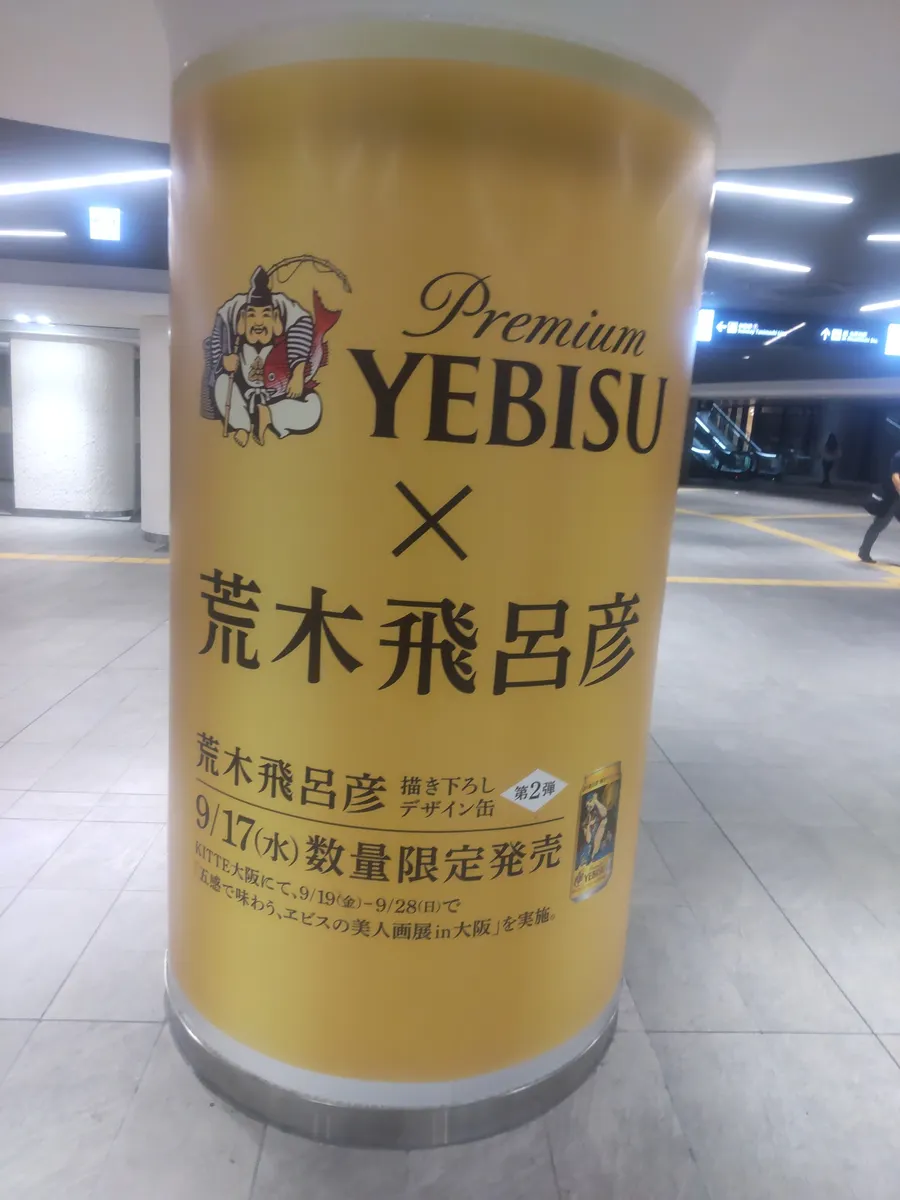 Premium
YEBISU
×
荒木飛呂彦
荒木飛呂彦 描き下ろし デザイン缶 第2弾
9/17(水)数量限定発売
KITTE大阪にて、9/19(金)-9/28(日)で
「五感で味わう、ヱビスの美人画展in大阪」を実施。
YEBISU